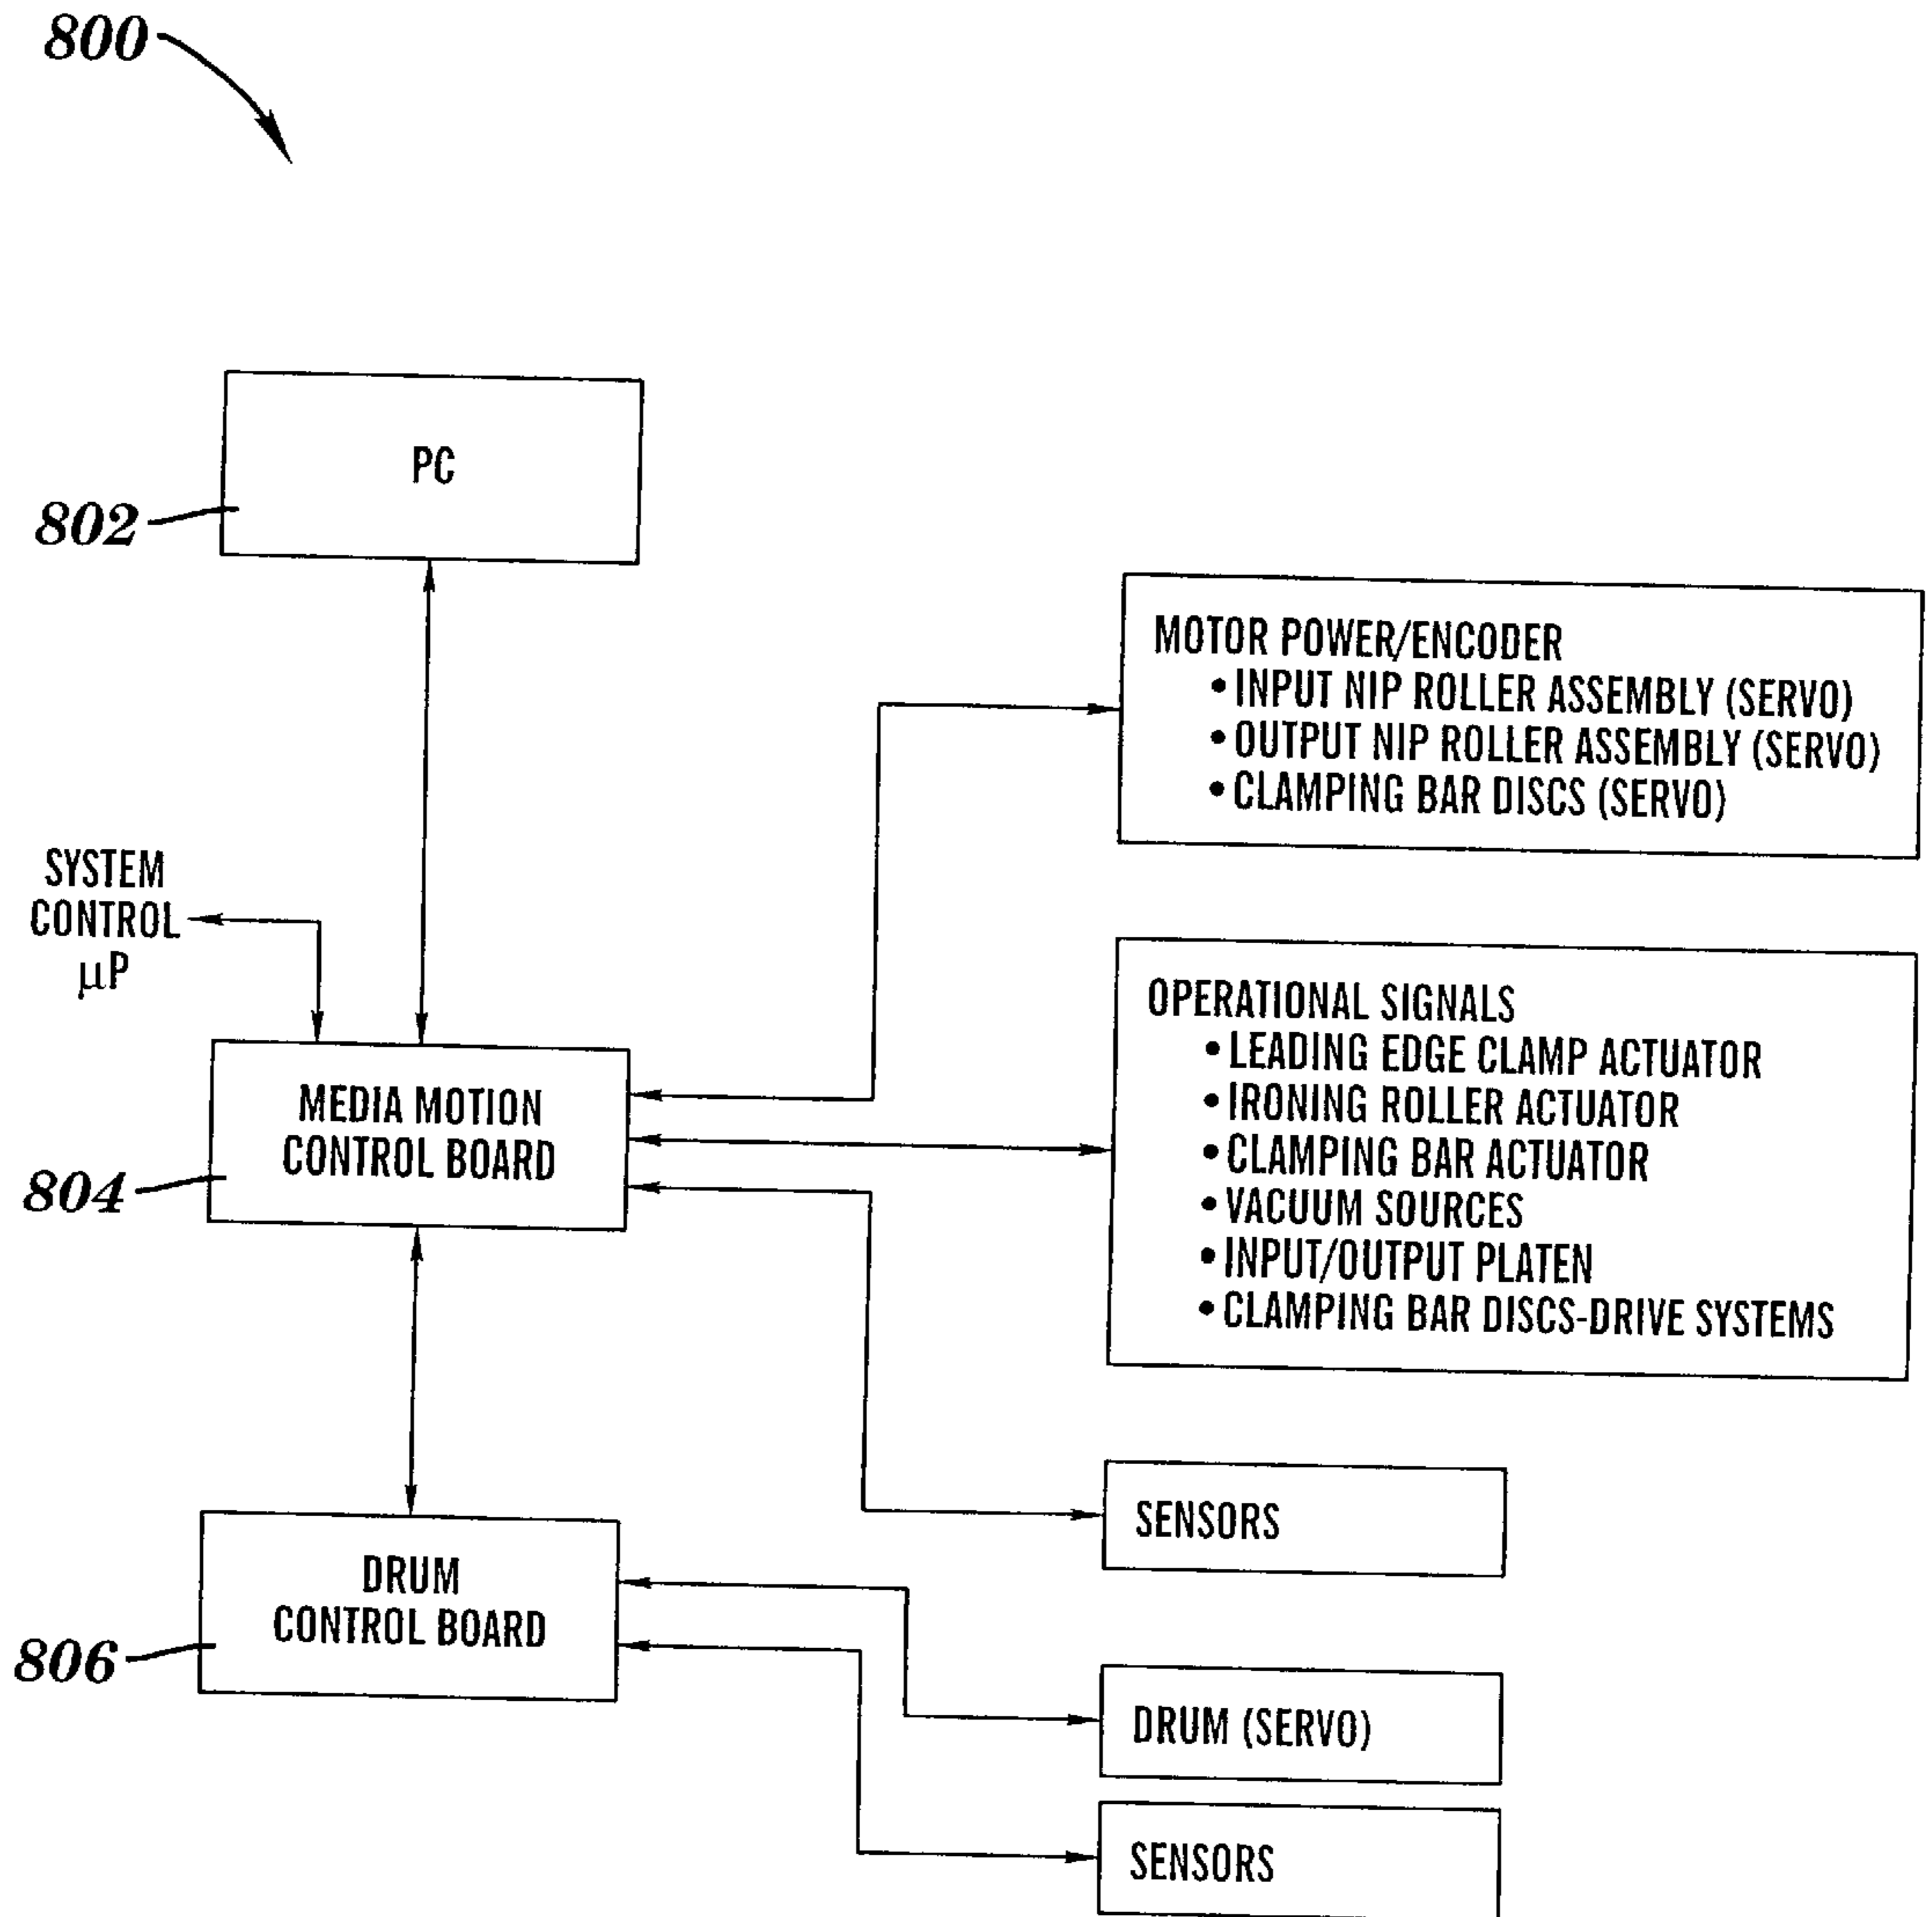 800
PC
802
MOTOR POWER/ENCODER
•INPUT NIP ROLLER ASSEMBLY (SERVO)
•OUTPUT NIP ROLLER ASSEMBLY (SERVO)
•CLAMPING BAR DISCS (SERVO)
SYSTEM
CONTROL
μP
OPERATIONAL SIGNALS
•LEADING EDGE CLAMP ACTUATOR
•IRONING ROLLER ACTUATOR
•CLAMPING BAR ACTUATOR
•VACUUM SOURCES
•INPUT/OUTPUT PLATEN
•CLAMPING BAR DISCS-DRIVE SYSTEMS
MEDIA MOTION
CONTROL BOARD
804
SENSORS
DRUM
CONTROL BOARD
806
DRUM (SERVO)
SENSORS